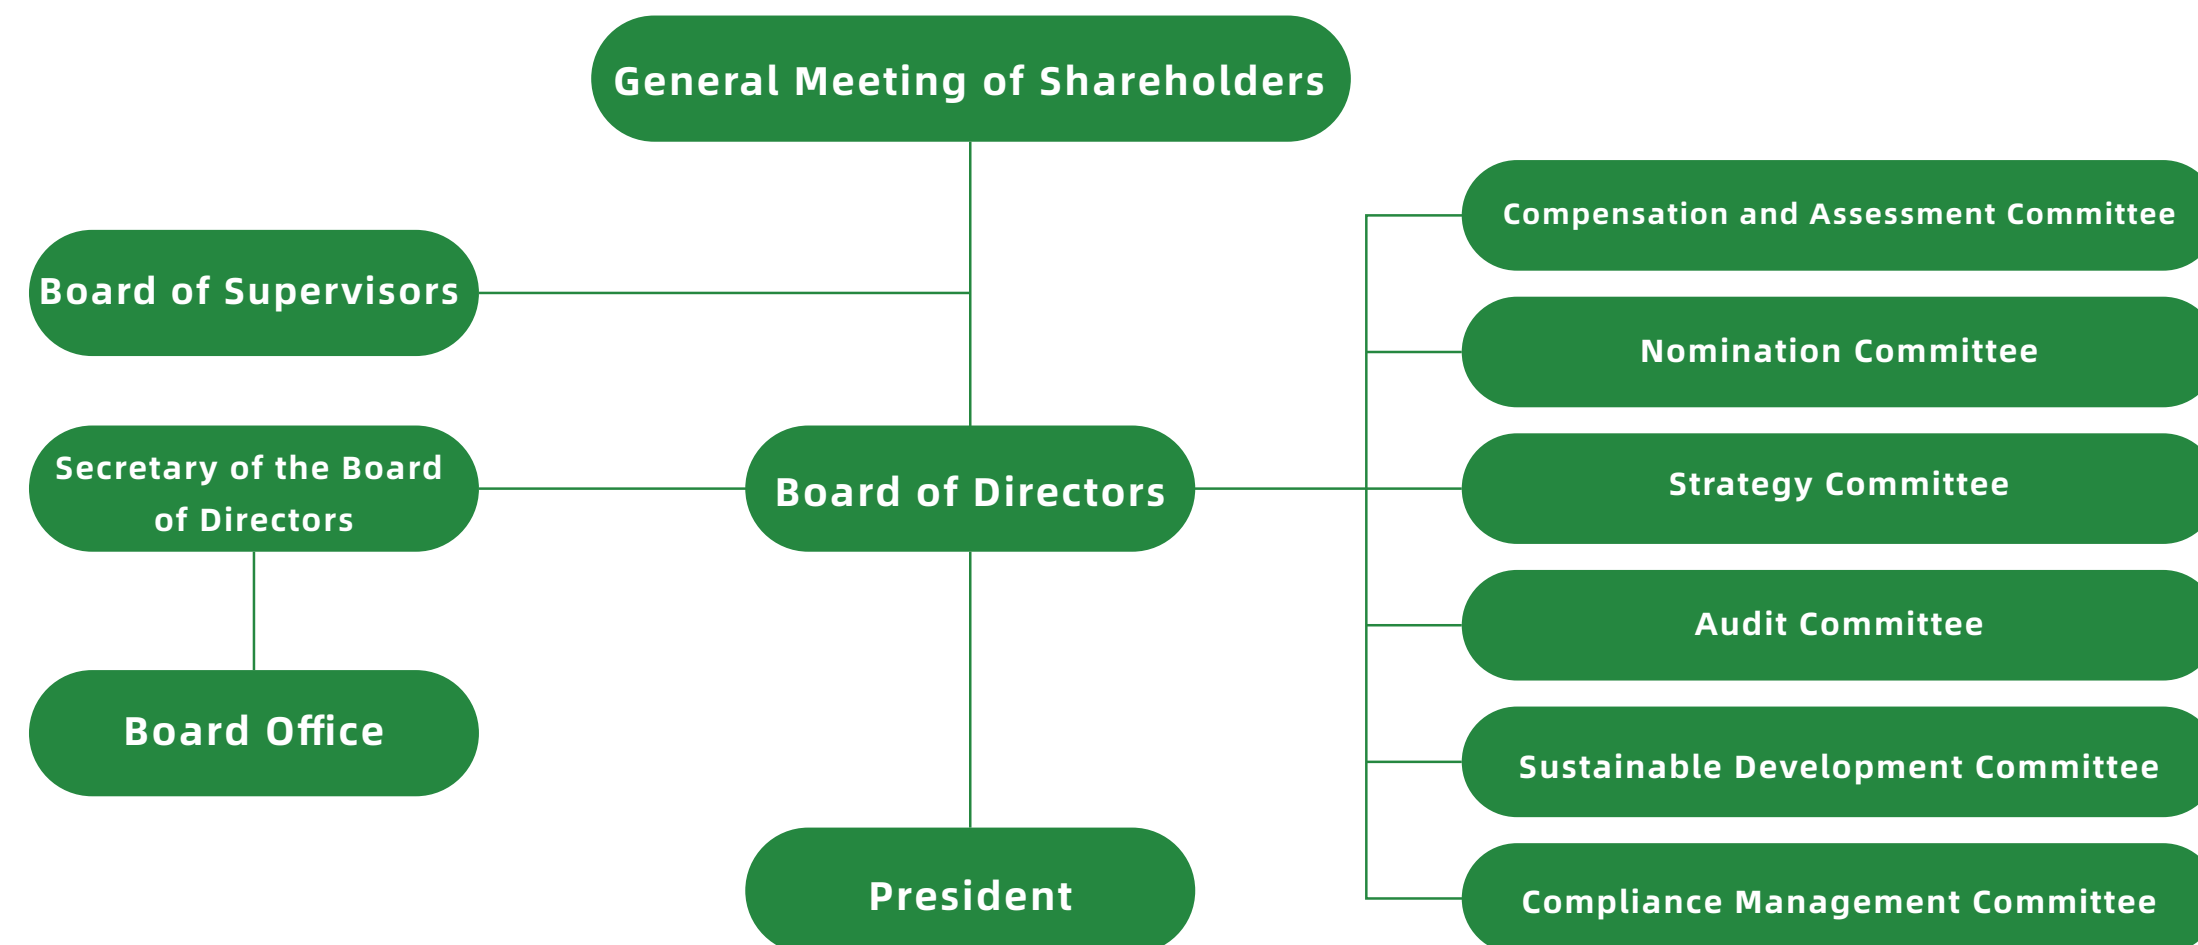 General Meeting of Shareholders
Board of Supervisors
Secretary of the Board
of Directors
Board Office
Board of Directors
President
Compensation and Assessment Committee
Nomination Committee
Strategy Committee
Audit Committee
Sustainable Development Committee
Compliance Management Committee